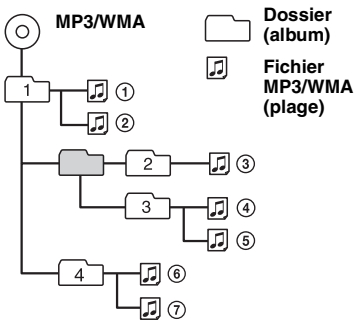 MP3/WMA
Dossier
(album)
Fichier
MP3/WMA
(plage)
1
①
②
2
③
3
④
⑤
4
⑥
⑦